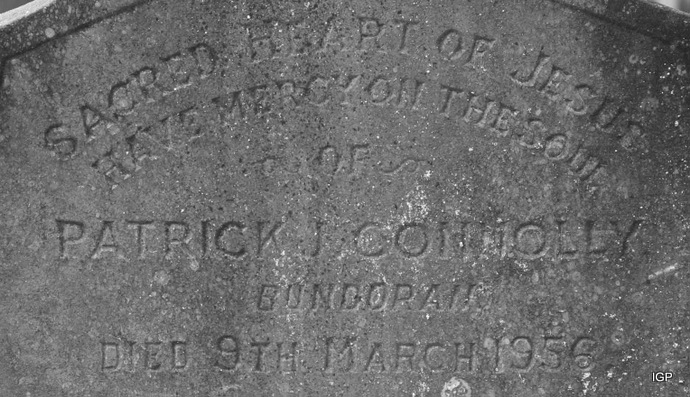 SACRED HEART OF JESUS
HAVE MERCY ON THE SOUL
~ OF ~
PATRICK J. CONNOLLY
BUNDORAN.
DIED 9TH. MARCH 1956
IGP